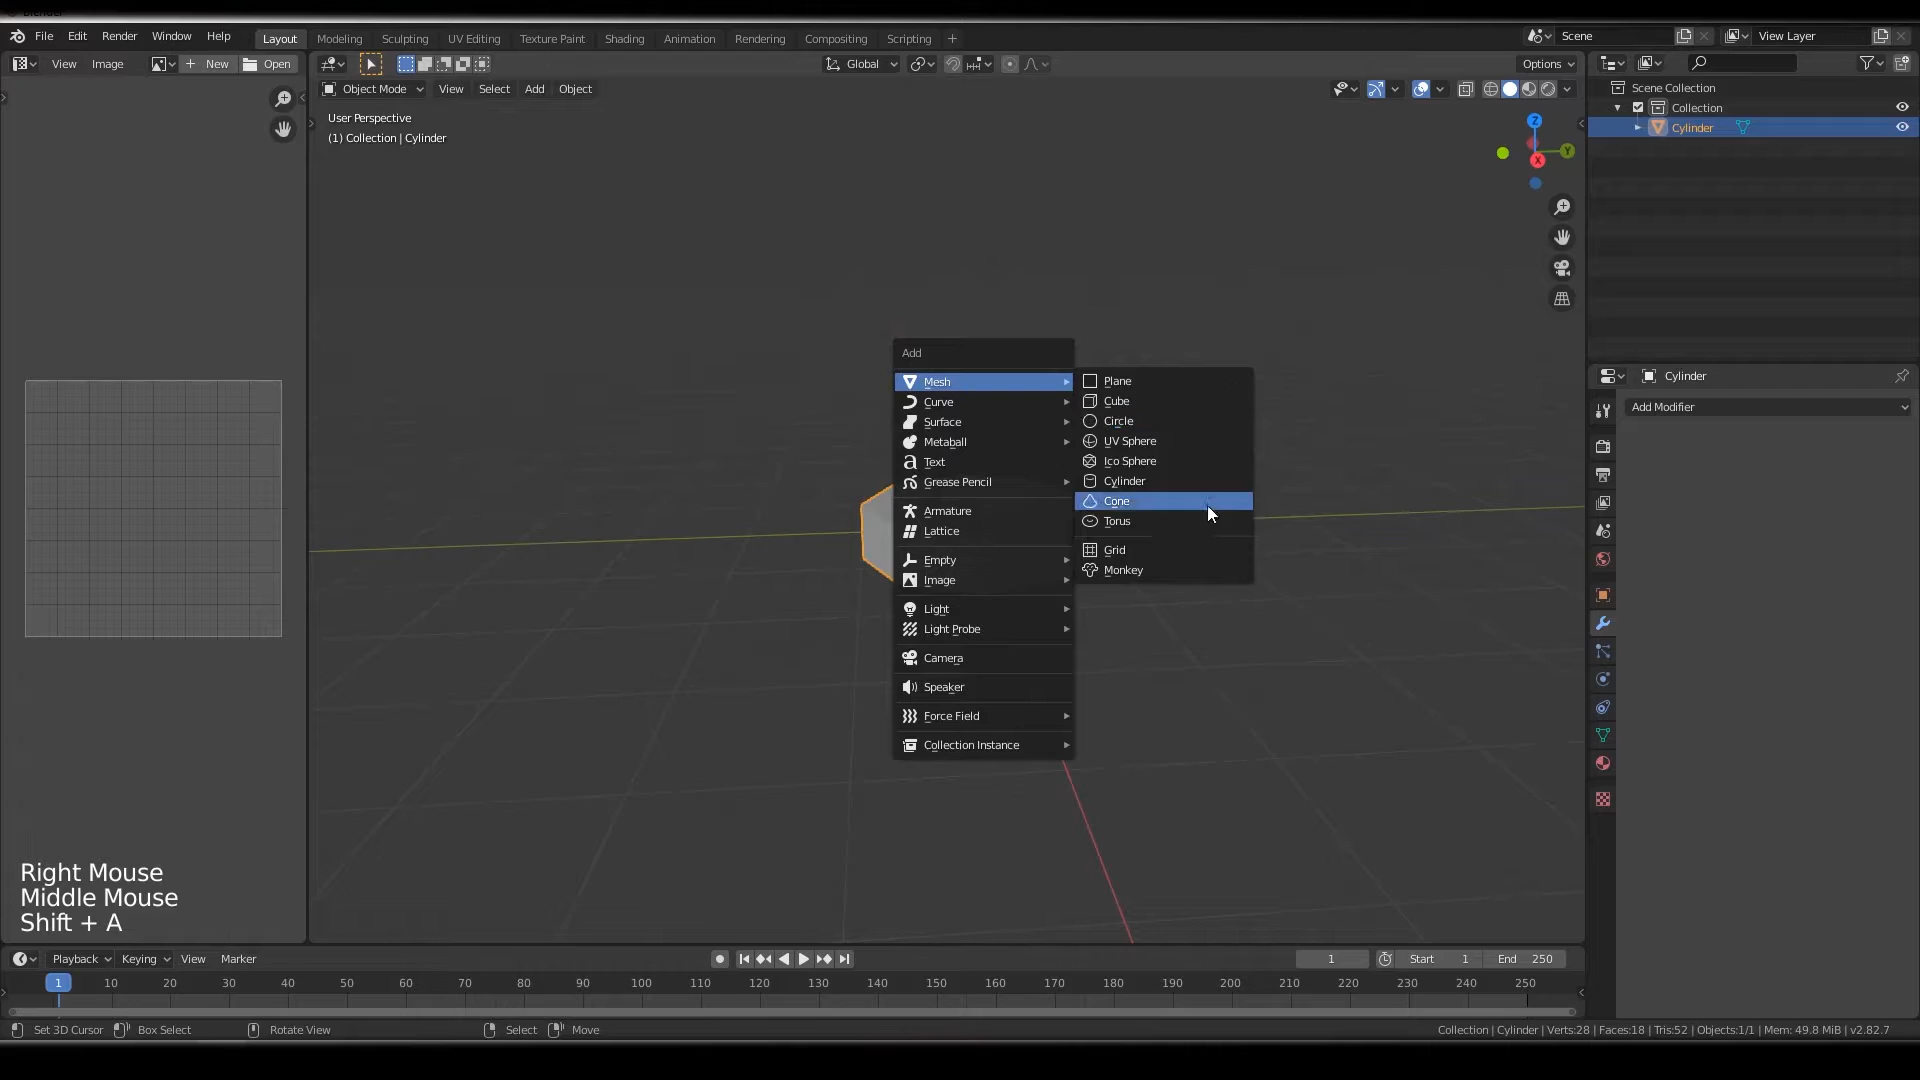 File Edit Render Window Help Layout Modeling Sculpting UV Editing Texture Paint Shading Animation Rendering Compositing Scripting + Scene View Layer
View Image + New Open Global Options
Object Mode View Select Add Object
User Perspective
(1) Collection | Cylinder
Z
Y
X
Scene Collection
Collection
Cylinder
Cylinder
Add Modifier
Add
Mesh
Curve
Surface
Metaball
Text
Grease Pencil
Armature
Lattice
Empty
Image
Light
Light Probe
Camera
Speaker
Force Field
Collection Instance
Plane
Cube
Circle
UV Sphere
Ico Sphere
Cylinder
Cone
Torus
Grid
Monkey
Right Mouse
Middle Mouse
Shift + A
Playback Keying View Marker 1 Start 1 End 250
1 10 20 30 40 50 60 70 80 90 100 110 120 130 140 150 160 170 180 190 200 210 220 230 240 250
Set 3D Cursor Box Select Rotate View Select Move Collection | Cylinder | Verts:28 | Faces:18 | Tris:52 | Objects:1/1 | Mem: 49.8 MiB | v2.82.7